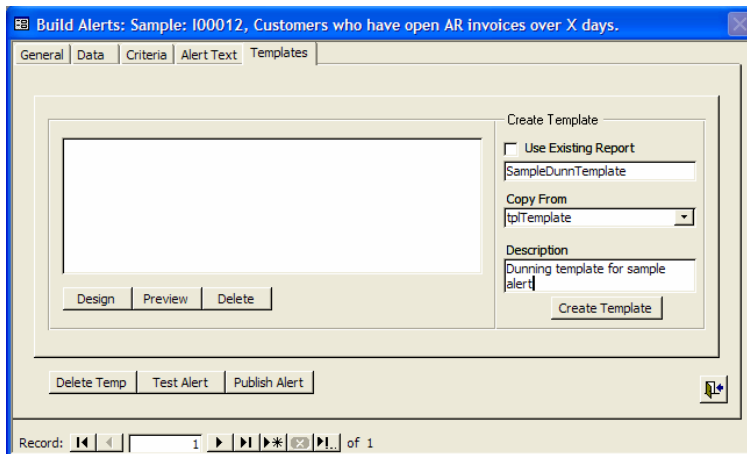 Build Alerts: Sample: I00012, Customers who have open AR invoices over X days.
General Data Criteria Alert Text Templates
Create Template
Use Existing Report
SampleDunnTemplate
Copy From
tplTemplate
Description
Dunning template for sample
alert
Design Preview Delete
Create Template
Delete Temp Test Alert Publish Alert
Record: 1 of 1